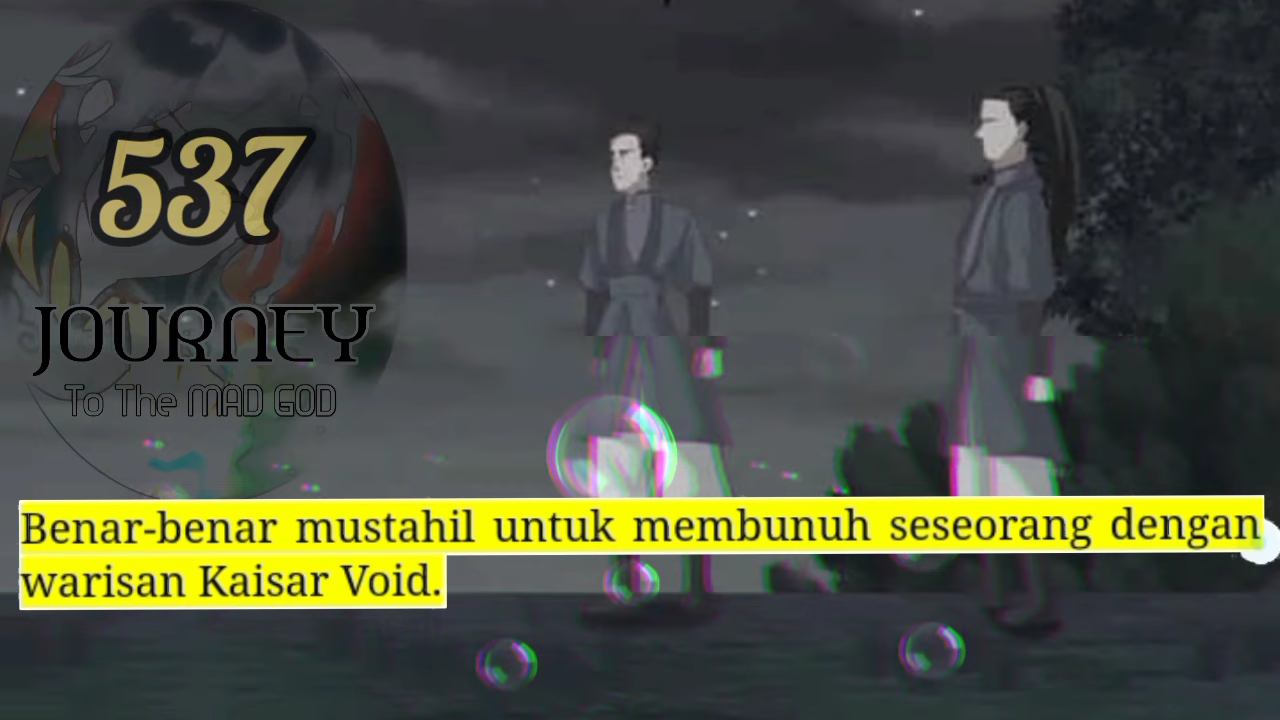 537
JOURNEY
To The MAD GOD
Benar-benar mustahil untuk membunuh seseorang dengan
warisan Kaisar Void.